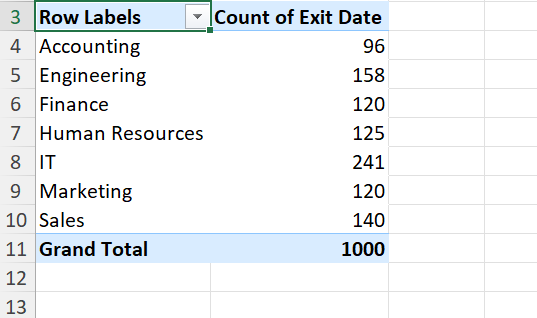 3 Row Labels Count of Exit Date
4 Accounting 96
5 Engineering 158
6 Finance 120
7 Human Resources 125
8 IT 241
9 Marketing 120
10 Sales 140
11 Grand Total 1000
12
13